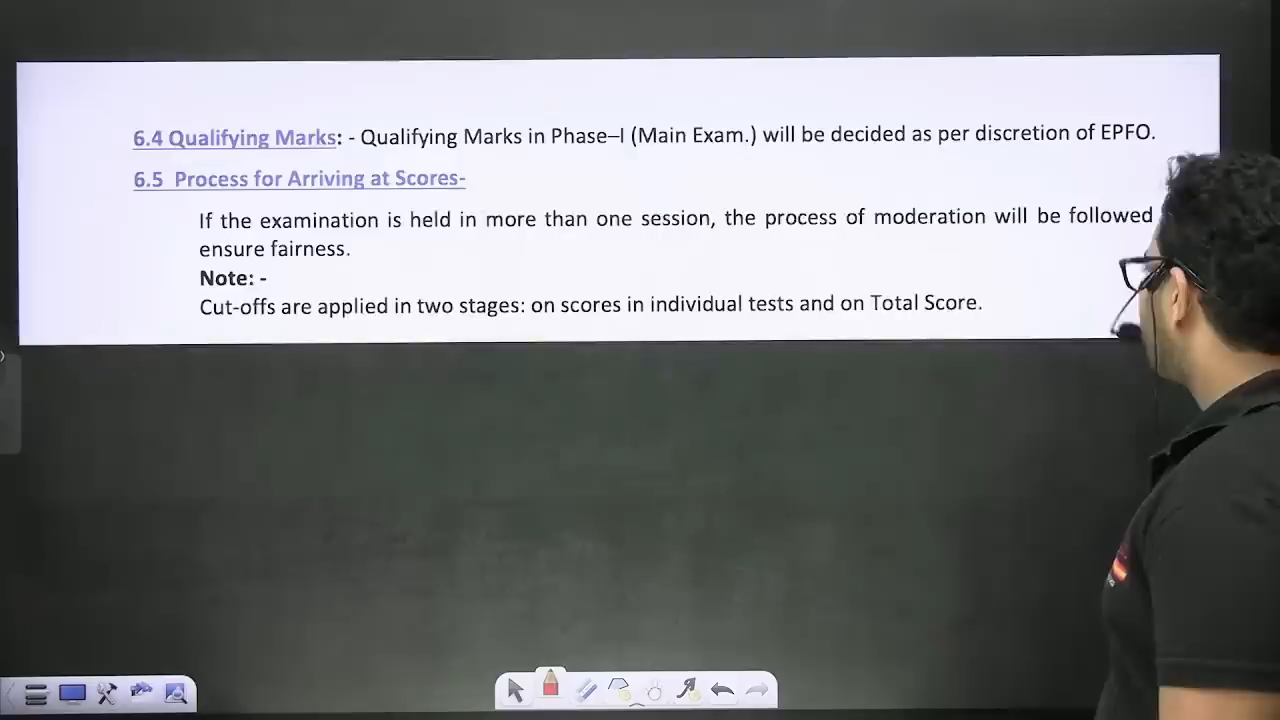 6.4 Qualifying Marks: - Qualifying Marks in Phase–I (Main Exam.) will be decided as per discretion of EPFO.
6.5 Process for Arriving at Scores-
If the examination is held in more than one session, the process of moderation will be followed
ensure fairness.
Note: -
Cut-offs are applied in two stages: on scores in individual tests and on Total Score.